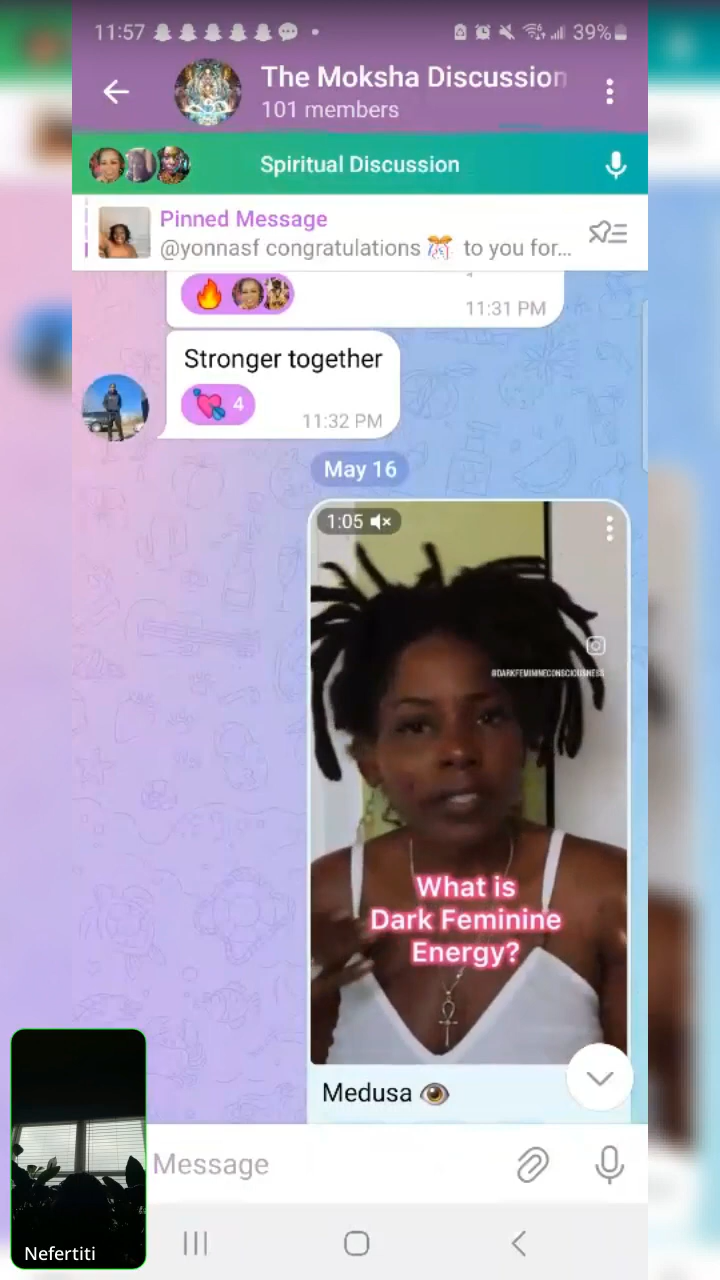 11:57
39%
The Moksha Discussion
101 members
Spiritual Discussion
Pinned Message
@yonnasf congratulations 🎊 to you for...
11:31 PM
Stronger together
4
11:32 PM
May 16
1:05
@DARKFEMININECONSCIOUSNESS
What is
Dark Feminine
Energy?
Medusa 👁️
Message
Nefertiti